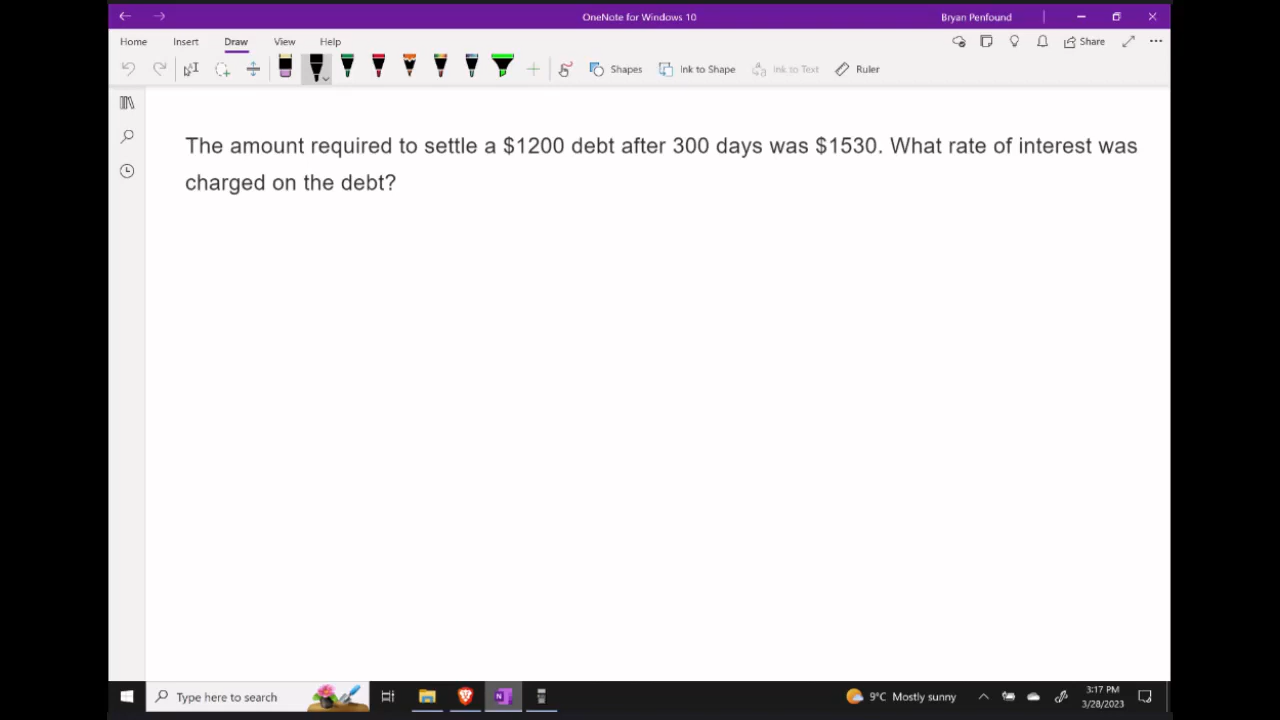 OneNote for Windows 10
Bryan Penfound
Home Insert Draw View Help
Share
Shapes Ink to Shape Ink to Text Ruler
The amount required to settle a $1200 debt after 300 days was $1530. What rate of interest was
charged on the debt?
Type here to search
9°C Mostly sunny
3:17 PM
3/28/2023